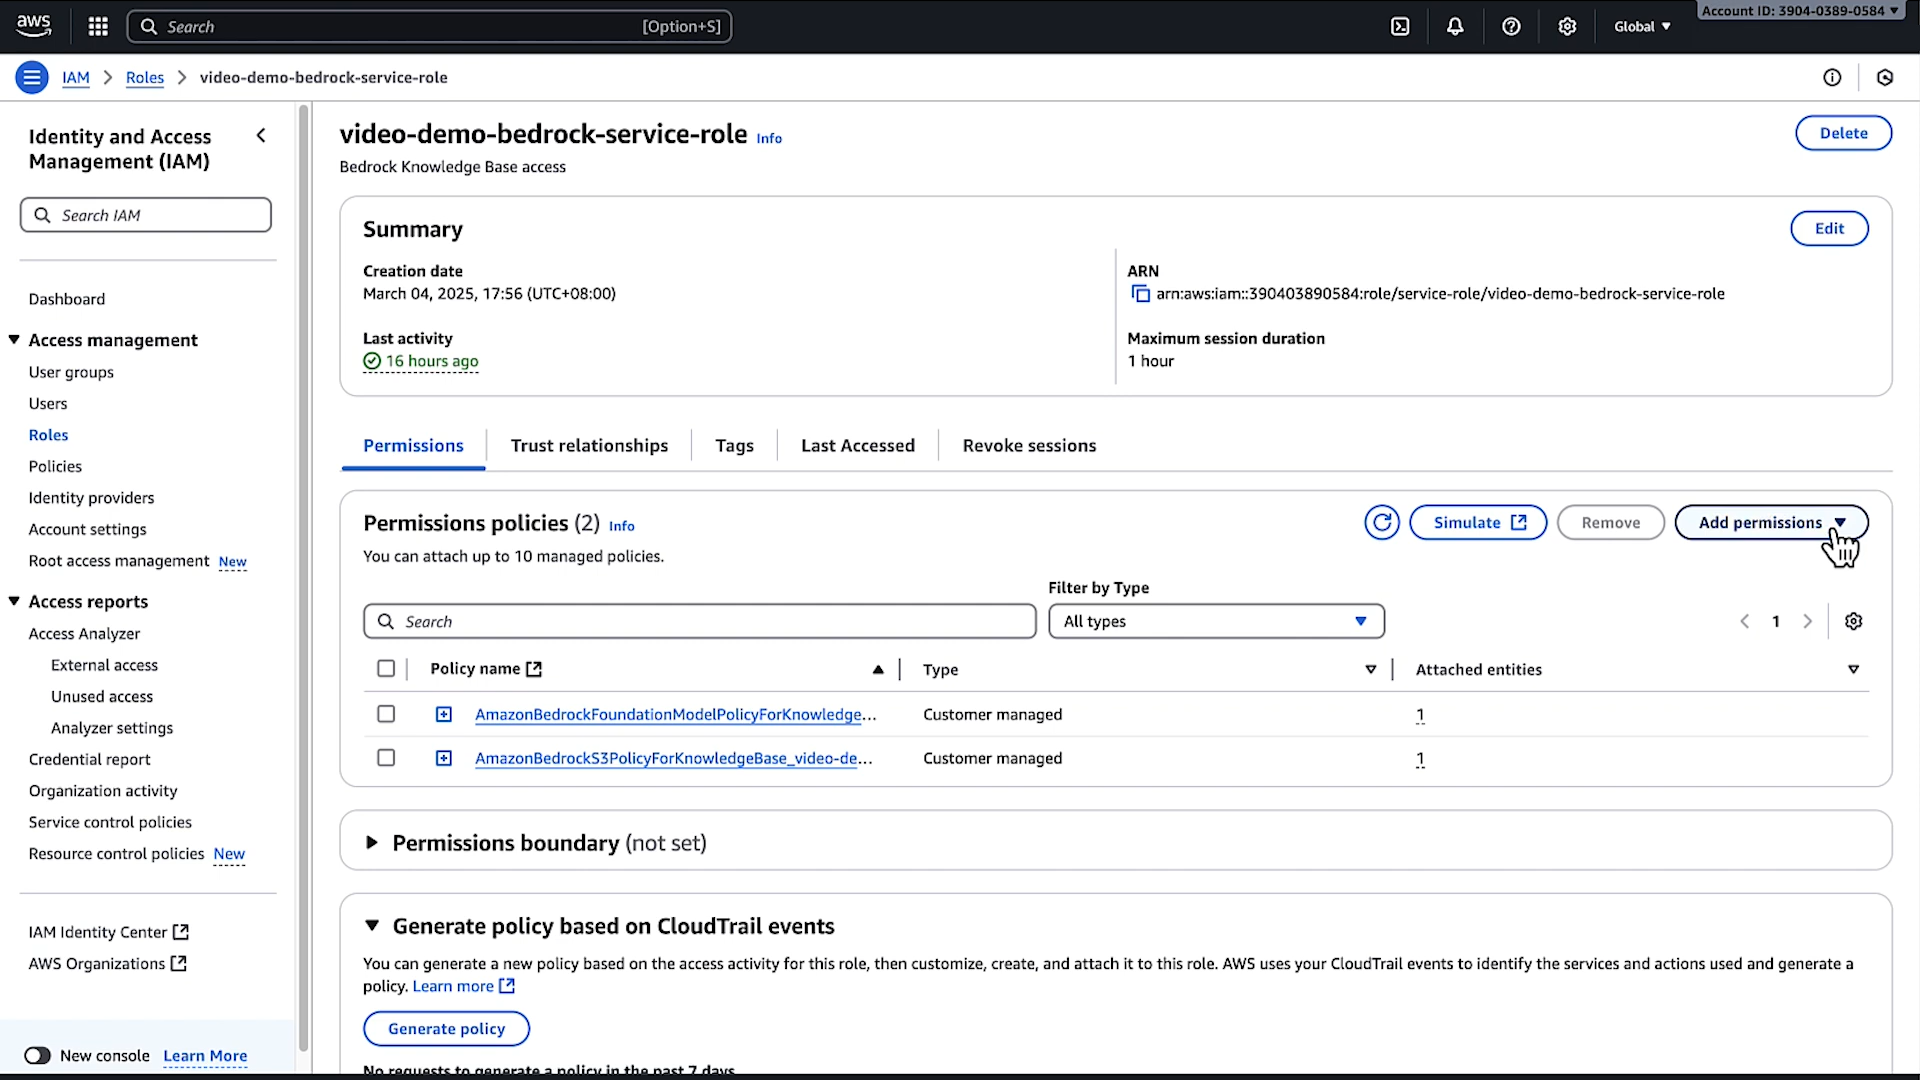 aws
Search
[Option+S]
Global
Account ID: 3904-0389-0584
IAM
Roles
video-demo-bedrock-service-role
Identity and Access
Management (IAM)
Search IAM
Dashboard
Access management
User groups
Users
Roles
Policies
Identity providers
Account settings
Root access management New
Access reports
Access Analyzer
External access
Unused access
Analyzer settings
Credential report
Organization activity
Service control policies
Resource control policies New
IAM Identity Center
AWS Organizations
New console Learn More
video-demo-bedrock-service-role Info
Delete
Bedrock Knowledge Base access
Summary
Edit
Creation date
March 04, 2025, 17:56 (UTC+08:00)
ARN
arn:aws:iam::390403890584:role/service-role/video-demo-bedrock-service-role
Last activity
16 hours ago
Maximum session duration
1 hour
Permissions
Trust relationships
Tags
Last Accessed
Revoke sessions
Permissions policies (2) Info
Simulate
Remove
Add permissions
You can attach up to 10 managed policies.
Filter by Type
Search
All types
1
Policy name
Type
Attached entities
AmazonBedrockFoundationModelPolicyForKnowledge...
Customer managed
1
AmazonBedrockS3PolicyForKnowledgeBase_video-de...
Customer managed
1
Permissions boundary (not set)
Generate policy based on CloudTrail events
You can generate a new policy based on the access activity for this role, then customize, create, and attach it to this role. AWS uses your CloudTrail events to identify the services and actions used and generate a
policy. Learn more
Generate policy
No requests to generate a policy in the past 7 days